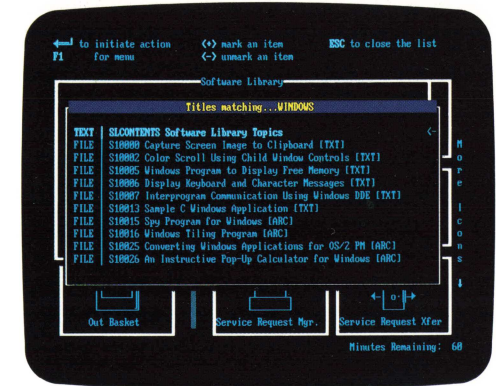 ◄─┘ to initiate action <+> mark an item ESC to close the list
F1 for menu <-> unmark an item
Software Library
Titles matching...WINDOWS
TEXT SLCONTENTS Software Library Topics <-
FILE S10000 Capture Screen Image to Clipboard [TXT]
FILE S10002 Color Scroll Using Child Window Controls [TXT]
FILE S10005 Windows Program to Display Free Memory [TXT]
FILE S10006 Display Keyboard and Character Messages [TXT]
FILE S10007 Interprogram Communication Using Windows DDE [TXT]
FILE S10013 Sample C Windows Application [TXT]
FILE S10015 Spy Program for Windows [ARC]
FILE S10016 Windows Tiling Program [ARC]
FILE S10025 Converting Windows Applications for OS/2 PM [ARC]
FILE S10026 An Instructive Pop-Up Calculator for Windows [ARC]
More Icons
Out Basket Service Request Mgr. Service Request Xfer
Minutes Remaining: 60